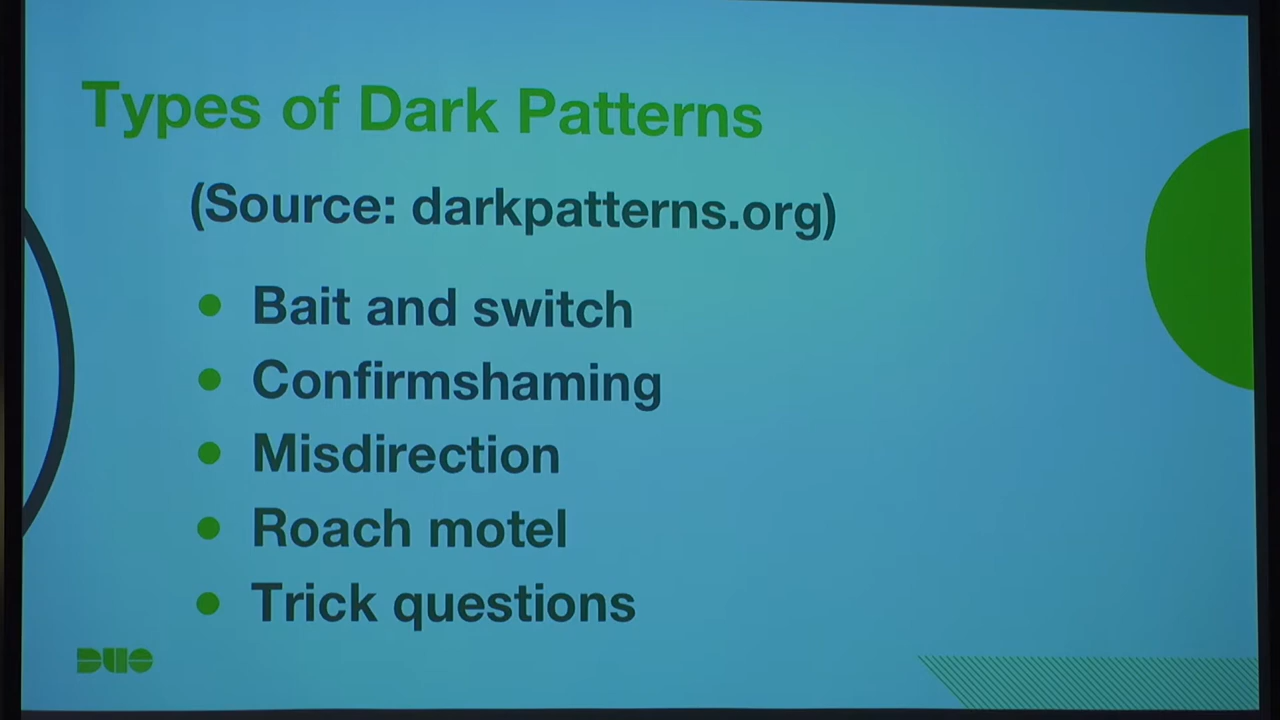 Types of Dark Patterns
(Source: darkpatterns.org)
Bait and switch
Confirmshaming
Misdirection
Roach motel
Trick questions
DUO